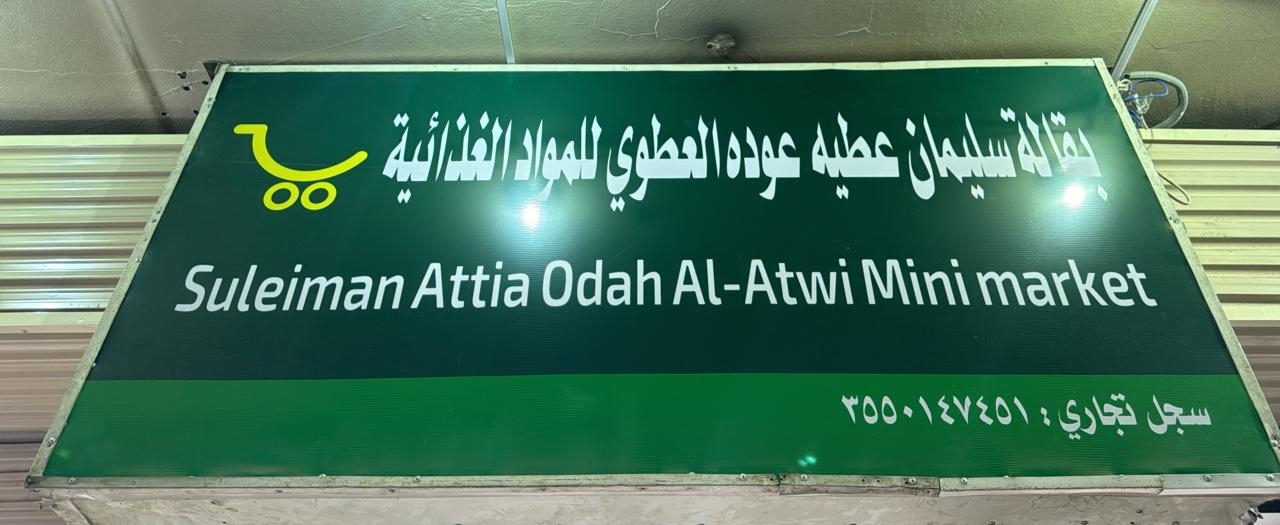 بقالة سليمان عطيه عوده العطوي للمواد الغذائية
Suleiman Attia Odah Al-Atwi Mini market
سجل تجاري : ٣٥٥٠١٤٧٤٥١